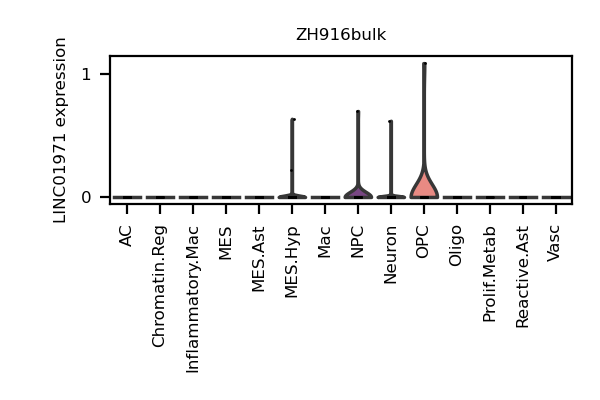 ZH916bulk
LINC01971 expression
1
0
AC
Chromatin.Reg
Inflammatory.Mac
MES
MES.Ast
MES.Hyp
Mac
NPC
Neuron
OPC
Oligo
Prolif.Metab
Reactive.Ast
Vasc